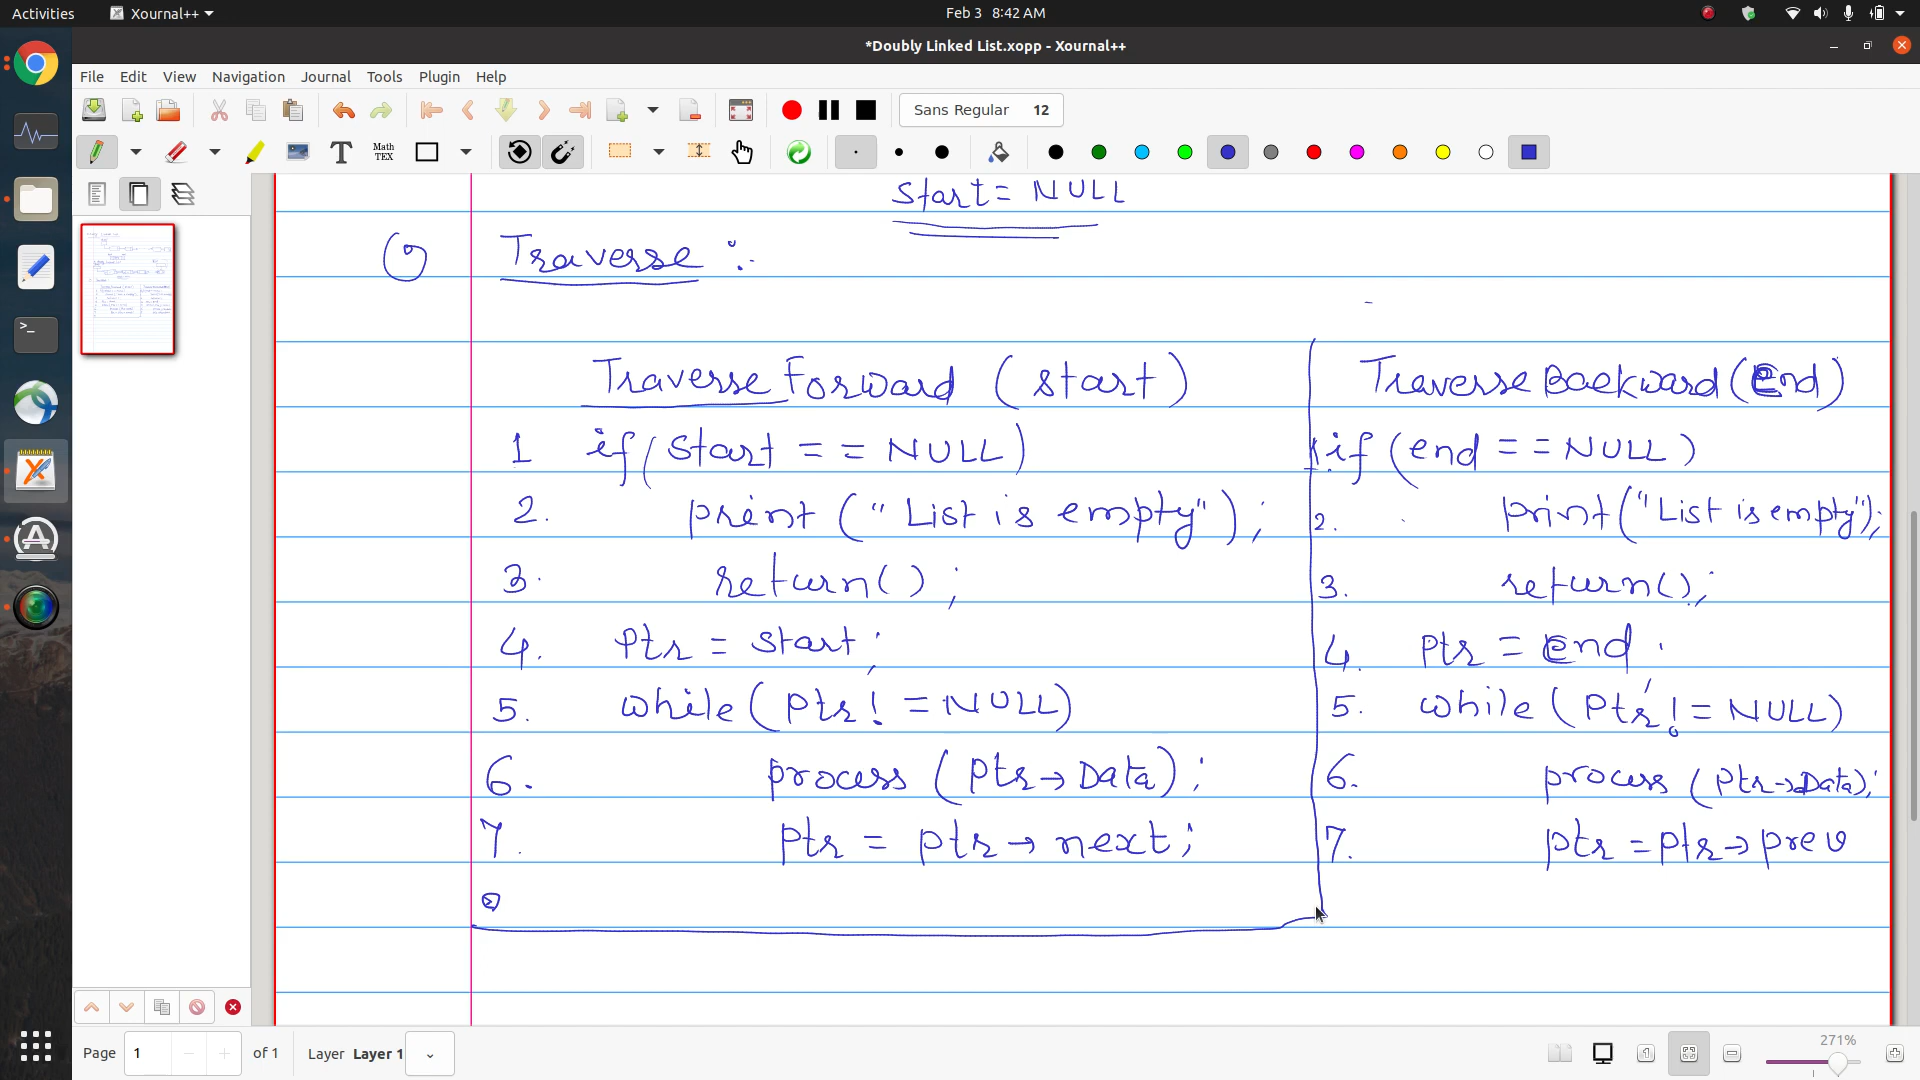 Activities
Xournal++
Feb 3 8:42 AM
*Doubly Linked List.xopp - Xournal++
File Edit View Navigation Journal Tools Plugin Help
Sans Regular 12
T Math TEX
Start = NULL
Traverse :
Traverse Forward (start)
1 if(start == NULL)
2. print ("List is empty");
3. return();
4. Ptr = start;
5. while(Ptr != NULL)
6. process (Ptr→Data);
7. Ptr = ptr→next;
Traverse Backward(End)
1. if (end == NULL)
2. print("List is empty");
3. return();
4. Ptr = end;
5. while (Ptr != NULL)
6. process (Ptr→Data);
7. ptr = ptr→prev
Page 1 of 1 Layer Layer 1
271%